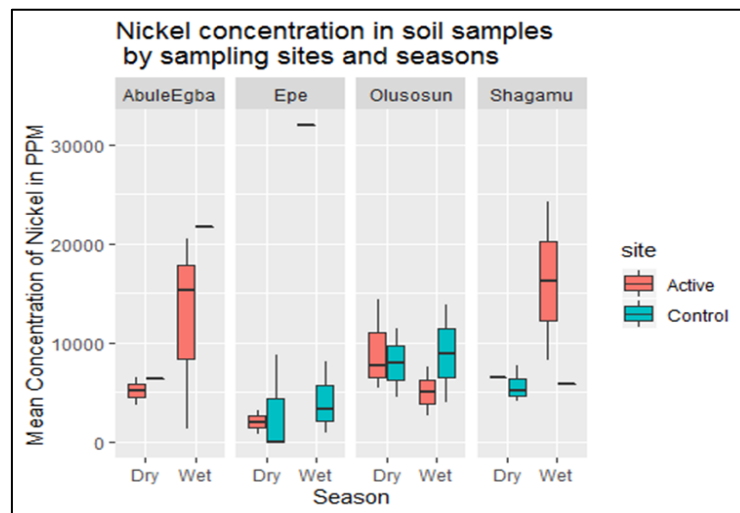 Nickel concentration in soil samples
by sampling sites and seasons
AbuleEgba Epe Olusosun Shagamu
Mean Concentration of Nickel in PPM
30000
20000
10000
0
Dry Wet Dry Wet Dry Wet Dry Wet
Season
site
Active
Control